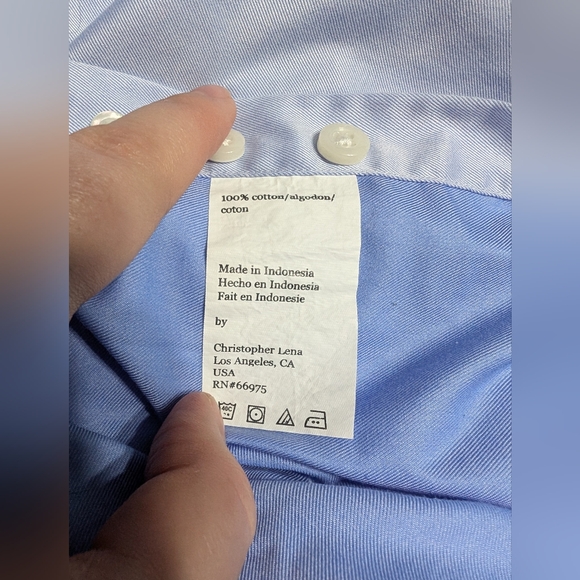 100% cotton/algodon/
coton
Made in Indonesia
Hecho en Indonesia
Fait en Indonesie
by
Christopher Lena
Los Angeles, CA
USA
RN#66975
40C